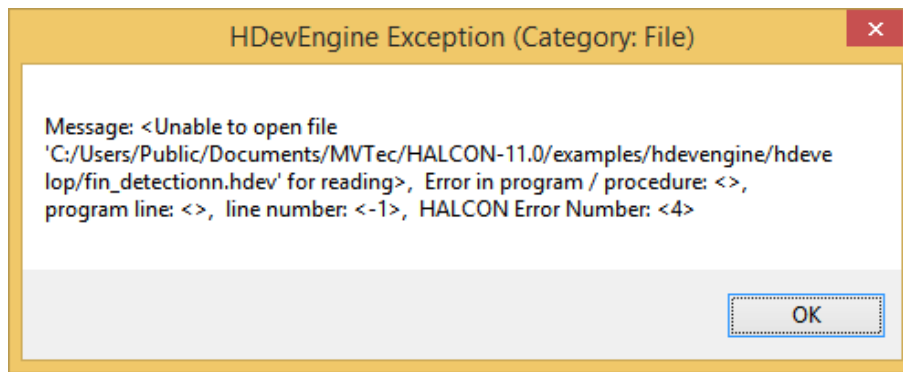 HDevEngine Exception (Category: File)
Message: <Unable to open file
'C:/Users/Public/Documents/MVTec/HALCON-11.0/examples/hdevengine/hdeve
lop/fin_detectionn.hdev' for reading>,  Error in program / procedure: <>,
program line: <>,  line number: <-1>,  HALCON Error Number: <4>
OK